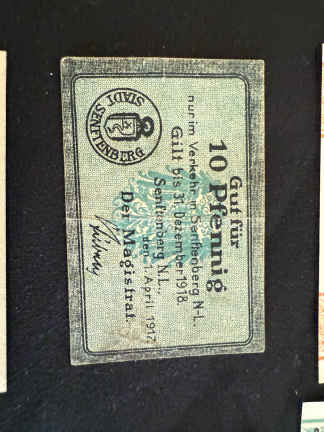 Gut für
10 Pfennig
nur im Verkehr in Senftenberg N-L.
Gilt bis 31. Dezember 1918.
Senftenberg N.L.,
den 1. April 1917.
Der Magistrat.
STADT SENFTENBERG